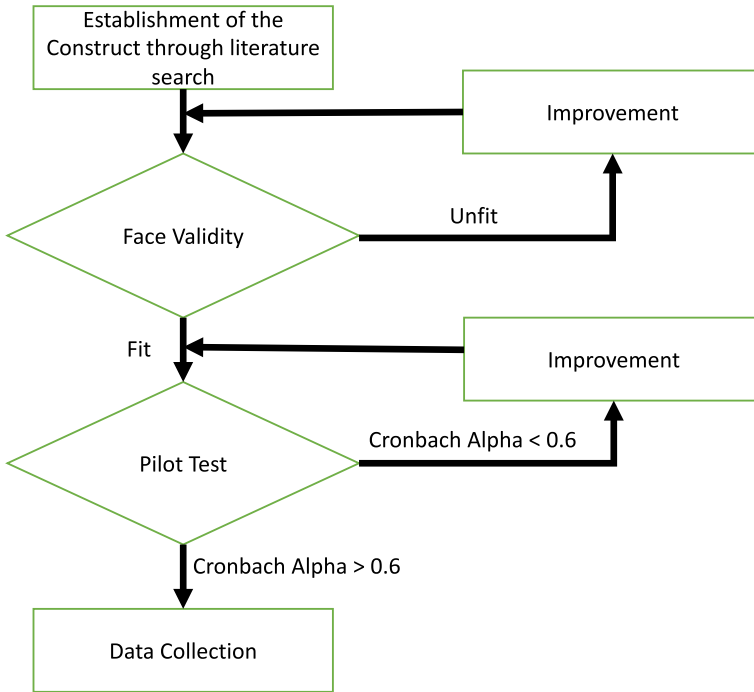 Establishment of the
Construct through literature
search
Improvement
Face Validity
Unfit
Fit
Improvement
Pilot Test
Cronbach Alpha < 0.6
Cronbach Alpha > 0.6
Data Collection